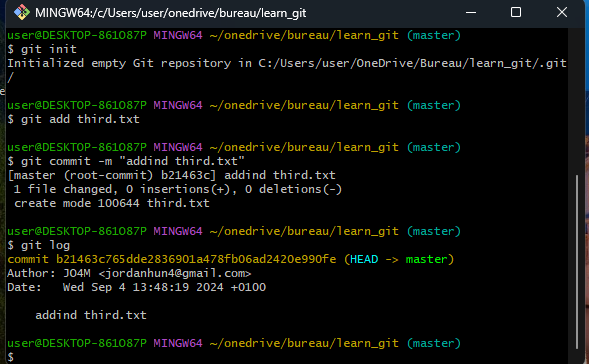 MINGW64:/c/Users/user/onedrive/bureau/learn_git
user@DESKTOP-861O87P MINGW64 ~/onedrive/bureau/learn_git (master)
$ git init
Initialized empty Git repository in C:/Users/user/OneDrive/Bureau/learn_git/.git
/
user@DESKTOP-861O87P MINGW64 ~/onedrive/bureau/learn_git (master)
$ git add third.txt
user@DESKTOP-861O87P MINGW64 ~/onedrive/bureau/learn_git (master)
$ git commit -m "addind third.txt"
[master (root-commit) b21463c] addind third.txt
1 file changed, 0 insertions(+), 0 deletions(-)
create mode 100644 third.txt
user@DESKTOP-861O87P MINGW64 ~/onedrive/bureau/learn_git (master)
$ git log
commit b21463c765dde2836901a478fb06ad2420e990fe (HEAD -> master)
Author: JO4M <jordanhun4@gmail.com>
Date:   Wed Sep 4 13:48:19 2024 +0100
addind third.txt
user@DESKTOP-861O87P MINGW64 ~/onedrive/bureau/learn_git (master)
$